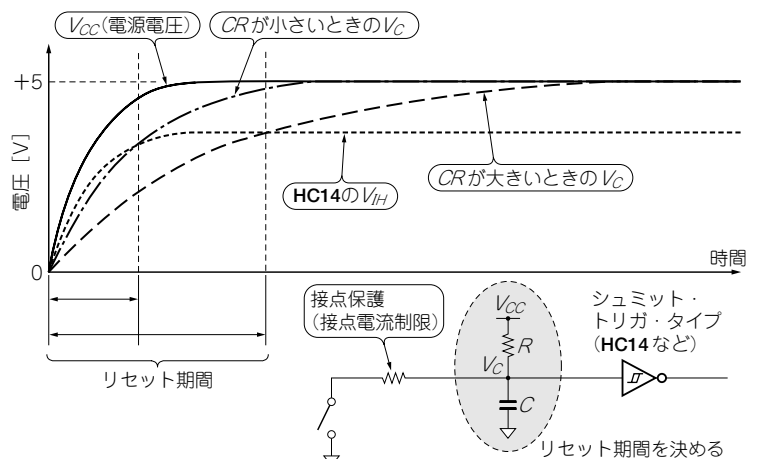 VCC(電源電圧)
CRが小さいときのVC
+5
電圧 [V]
HC14のVIH
CRが大きいときのVC
0
時間
リセット期間
接点保護
(接点電流制限)
VCC
R
VC
C
シュミット・
トリガ・タイプ
(HC14など)
リセット期間を決める